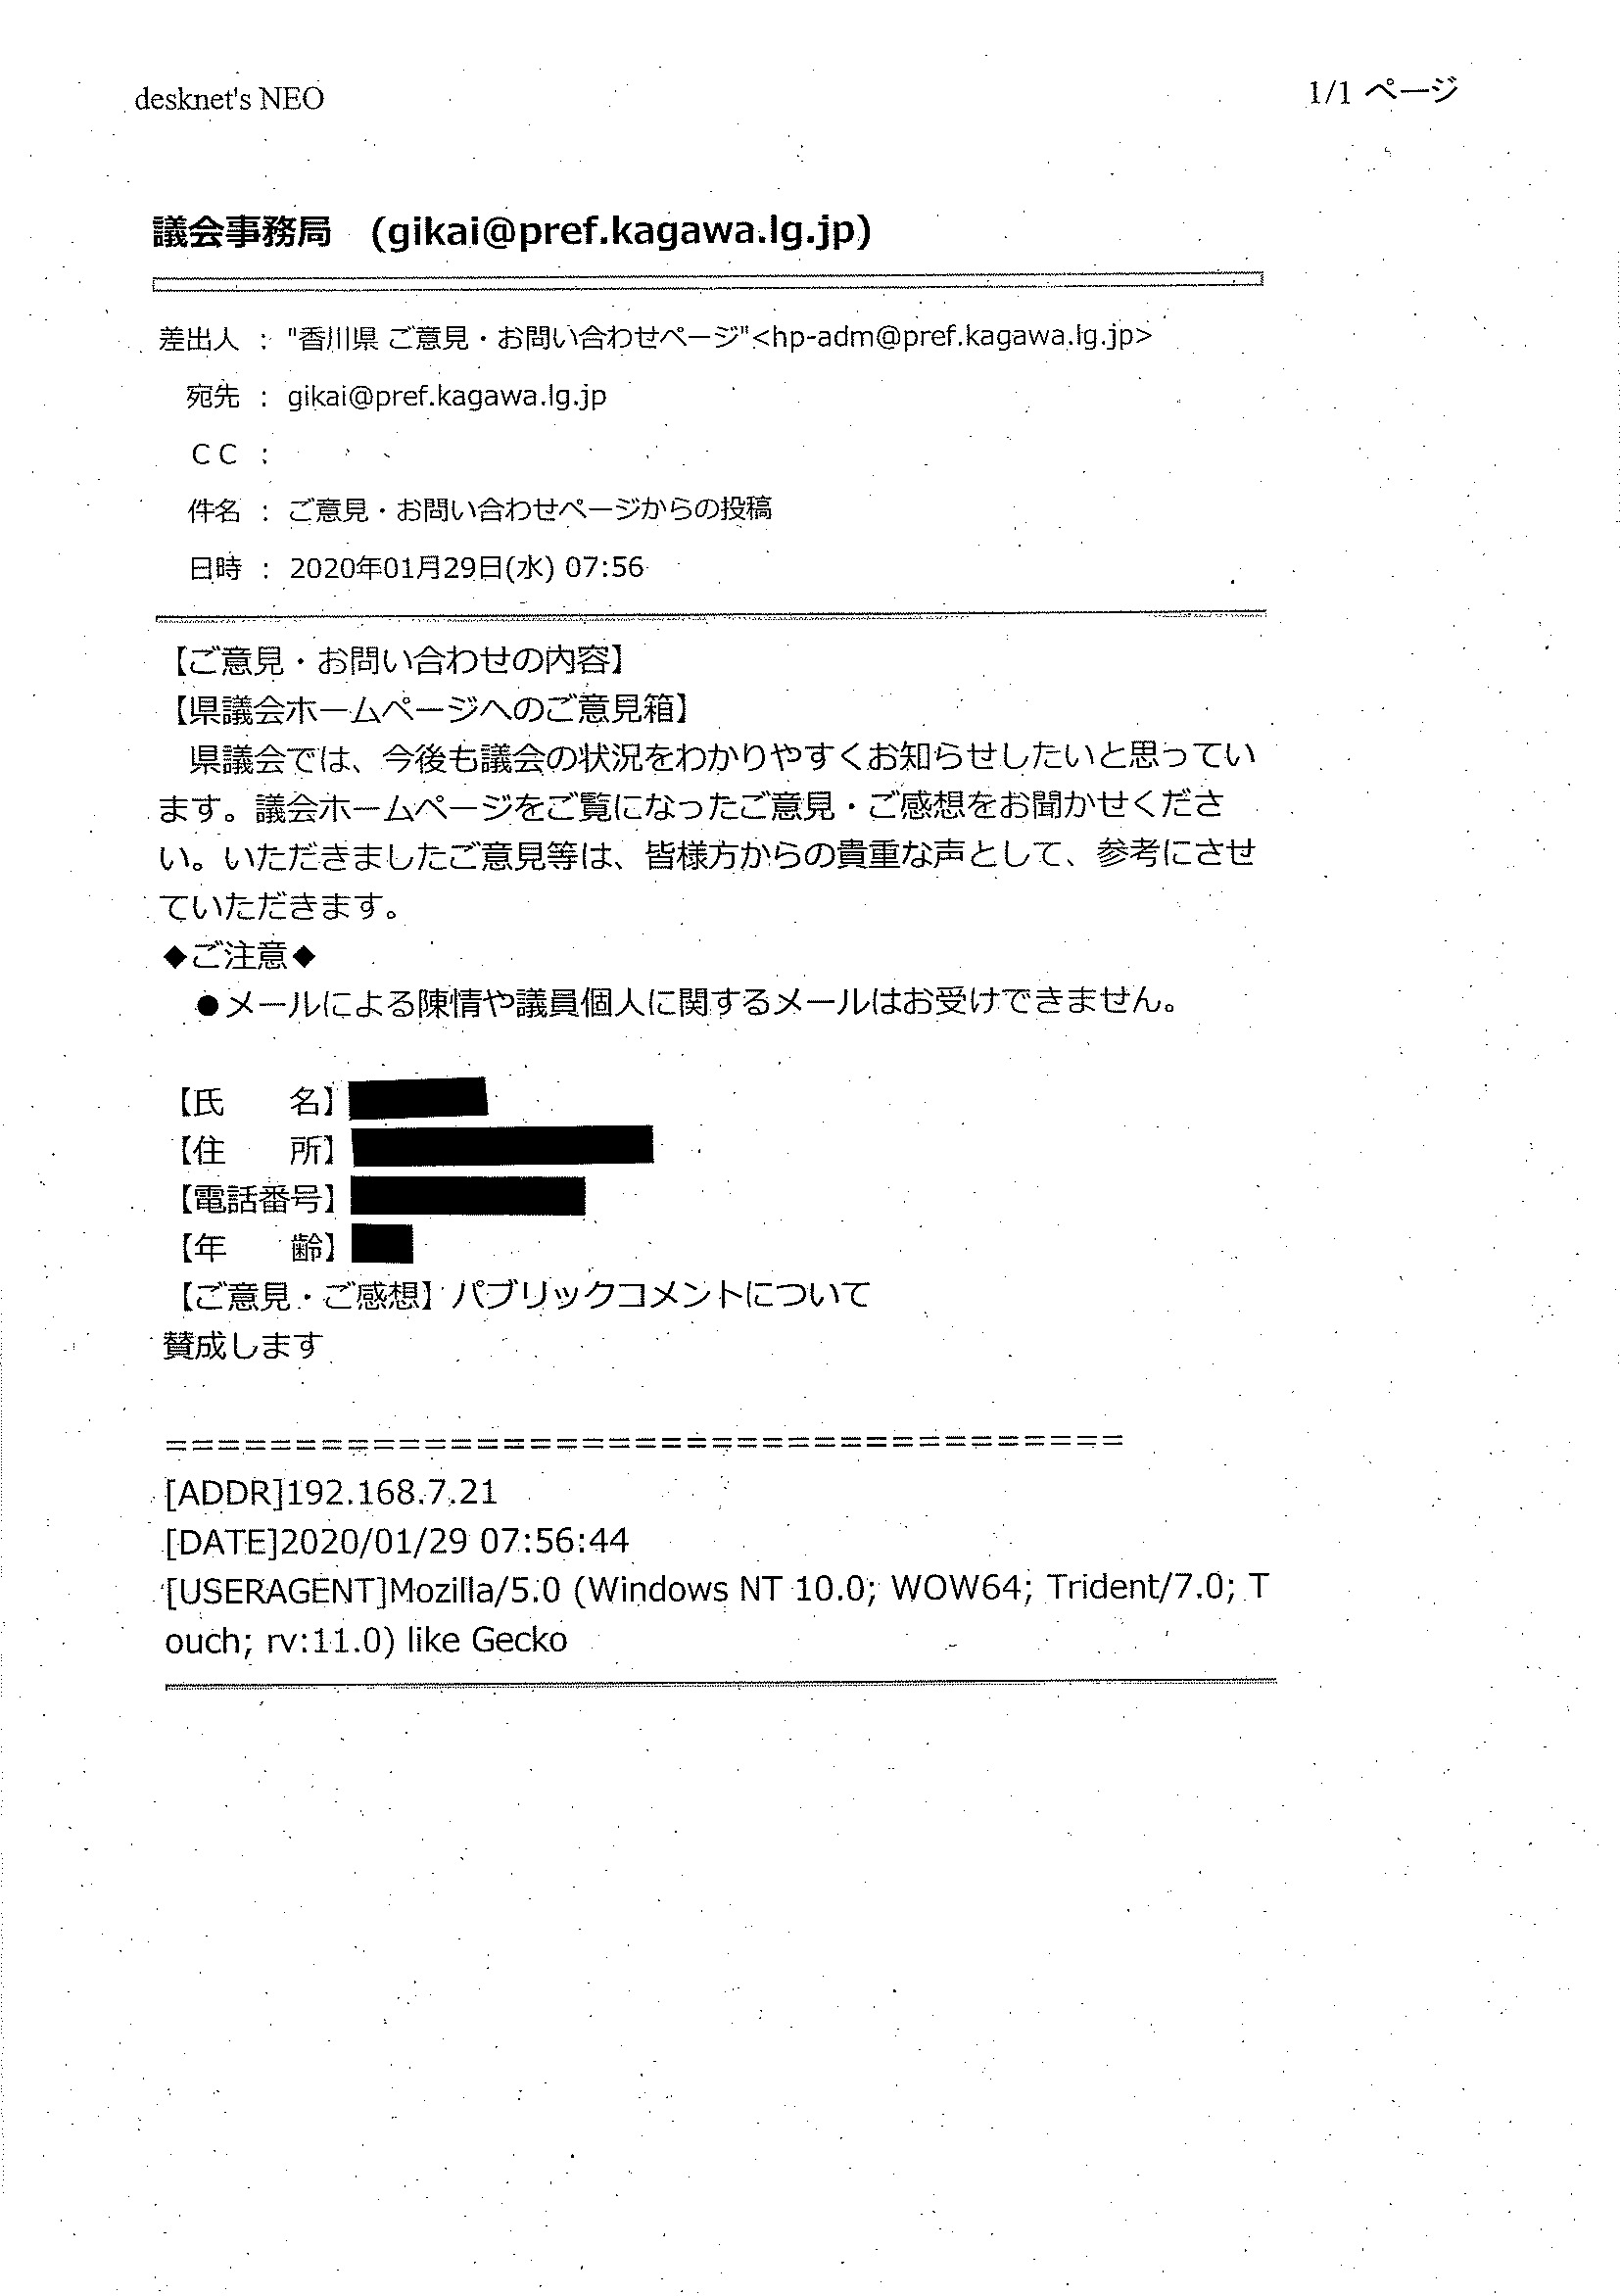 desknet's NEO
1/1 ページ
議会事務局　(gikai@pref.kagawa.lg.jp)
差出人 ： "香川県 ご意見・お問い合わせページ"<hp-adm@pref.kagawa.lg.jp>
宛先 ： gikai@pref.kagawa.lg.jp
ＣＣ ：
件名 ： ご意見・お問い合わせページからの投稿
日時 ： 2020年01月29日(水) 07:56
【ご意見・お問い合わせの内容】
【県議会ホームページへのご意見箱】
　県議会では、今後も議会の状況をわかりやすくお知らせしたいと思ってい
ます。議会ホームページをご覧になったご意見・ご感想をお聞かせくださ
い。いただきましたご意見等は、皆様方からの貴重な声として、参考にさせ
ていただきます。
◆ご注意◆
　●メールによる陳情や議員個人に関するメールはお受けできません。
【氏　　名】
【住　　所】
【電話番号】
【年　　齢】
【ご意見・ご感想】パブリックコメントについて
賛成します
=====================================
[ADDR]192.168.7.21
[DATE]2020/01/29 07:56:44
[USERAGENT]Mozilla/5.0 (Windows NT 10.0; WOW64; Trident/7.0; T
ouch; rv:11.0) like Gecko